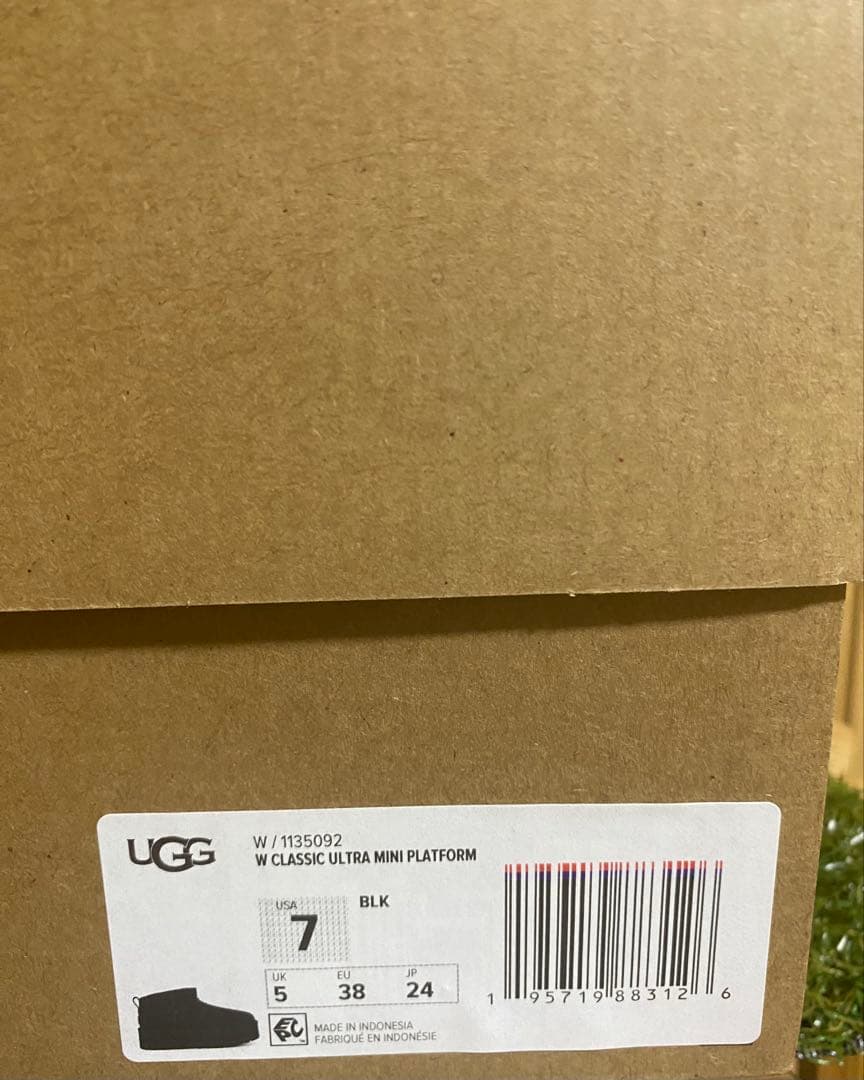 UGG
W / 1135092
W CLASSIC ULTRA MINI PLATFORM
USA
7
BLK
UK EU JP
5 38 24
MADE IN INDONESIA
FABRIQUÉ EN INDONÉSIE
1 95719 88312 6